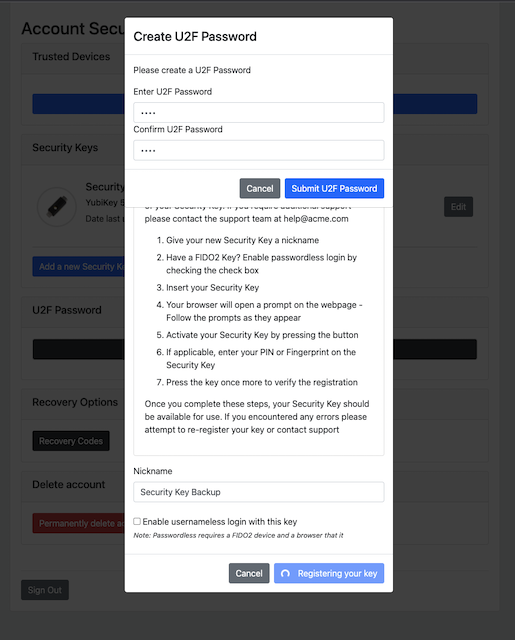 Account Secu
Create U2F Password
Trusted Devices
Please create a U2F Password
Enter U2F Password
••••
Confirm U2F Password
••••
Cancel
Submit U2F Password
Security Keys
Security
YubiKey 5
Date last
Edit
Add a new Security Ke
please contact the support team at help@acme.com
1. Give your new Security Key a nickname
2. Have a FIDO2 Key? Enable passwordless login by
checking the check box
3. Insert your Security Key
4. Your browser will open a prompt on the webpage -
Follow the prompts as they appear
5. Activate your Security Key by pressing the button
6. If applicable, enter your PIN or Fingerprint on the
Security Key
7. Press the key once more to verify the registration
Once you complete these steps, your Security Key should
be available for use. If you encountered any errors please
attempt to re-register your key or contact support
U2F Password
Recovery Options
Recovery Codes
Delete account
Permanently delete ac
Nickname
Security Key Backup
Enable usernameless login with this key
Note: Passwordless requires a FIDO2 device and a browser that it
Cancel
Registering your key
Sign Out